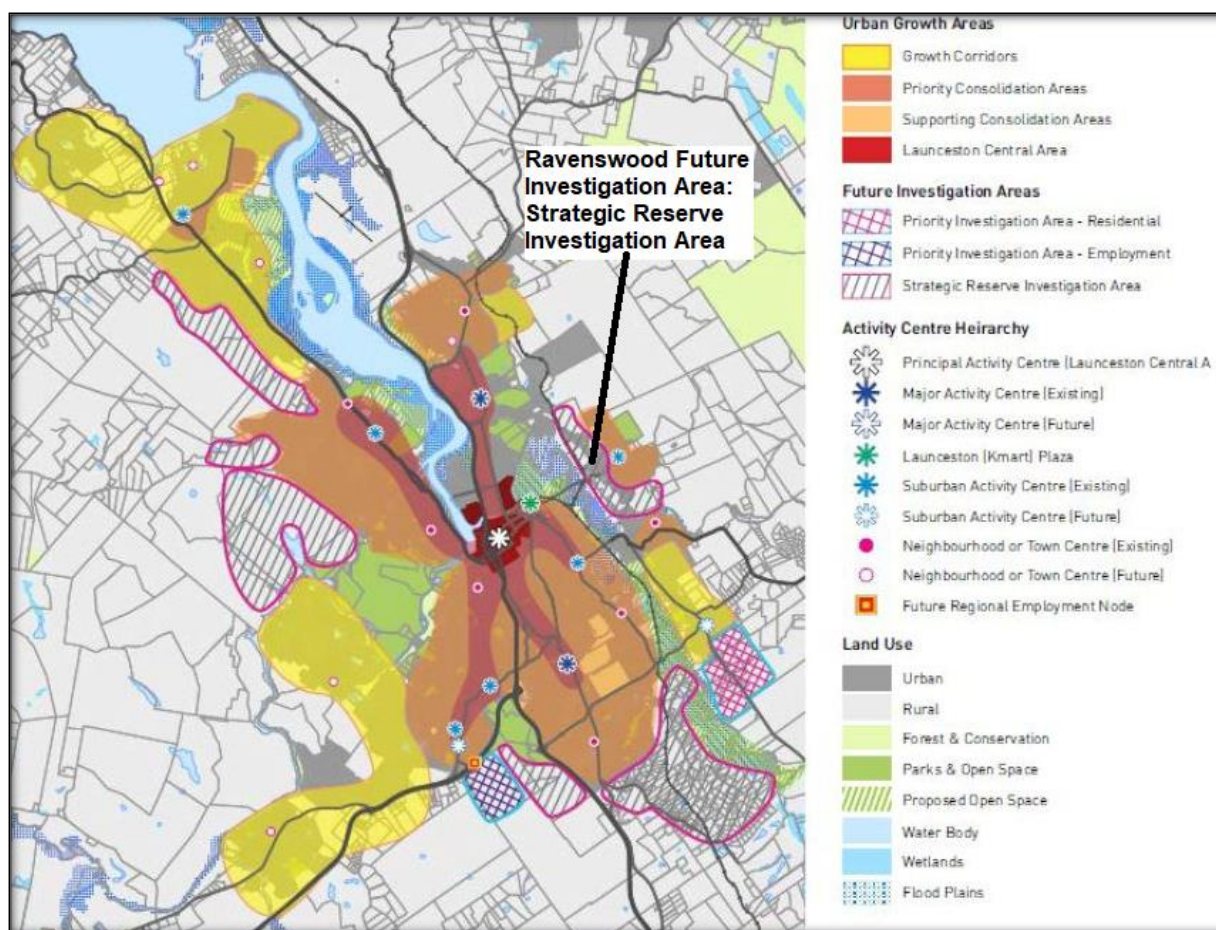 Ravenswood Future
Investigation Area:
Strategic Reserve
Investigation Area
Urban Growth Areas
Growth Corridors
Priority Consolidation Areas
Supporting Consolidation Areas
Launceston Central Area
Future Investigation Areas
Priority Investigation Area - Residential
Priority Investigation Area - Employment
Strategic Reserve Investigation Area
Activity Centre Heirarchy
Principal Activity Centre (Launceston Central A
Major Activity Centre (Existing)
Major Activity Centre (Future)
Launceston (Kmart) Plaza
Suburban Activity Centre (Existing)
Suburban Activity Centre (Future)
Neighbourhood or Town Centre (Existing)
Neighbourhood or Town Centre (Future)
Future Regional Employment Node
Land Use
Urban
Rural
Forest & Conservation
Parks & Open Space
Proposed Open Space
Water Body
Wetlands
Flood Plains